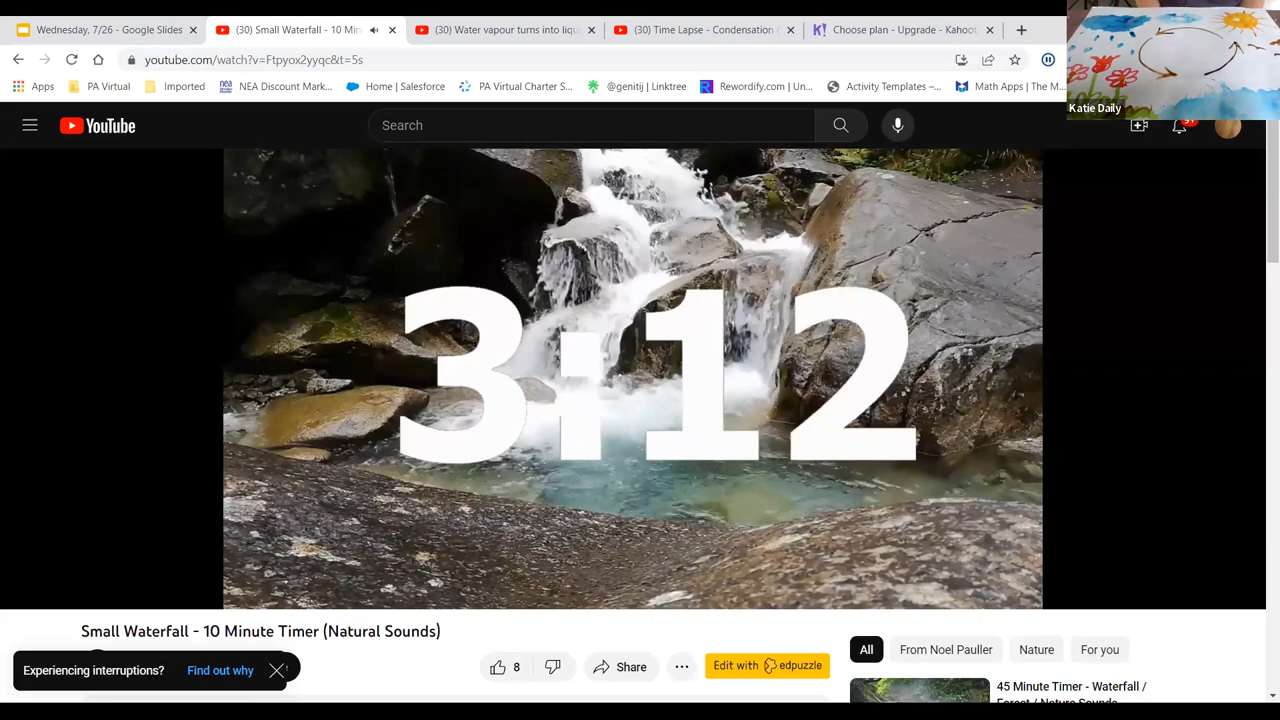 Wednesday, 7/26 - Google Slides
(30) Small Waterfall - 10 Min
(30) Water vapour turns into liqu
(30) Time Lapse - Condensation
Choose plan - Upgrade - Kahoot
youtube.com/watch?v=Ftpyox2yyqc&t=5s
Apps
PA Virtual
Imported
NEA Discount Mark...
Home | Salesforce
PA Virtual Charter S...
@genitij | Linktree
Rewordify.com | Un...
Activity Templates –...
Math Apps | The M
Katie Daily
YouTube
Search
3:12
Small Waterfall - 10 Minute Timer (Natural Sounds)
Experiencing interruptions?
Find out why
8
Share
Edit with edpuzzle
All
From Noel Paulller
Nature
For you
45 Minute Timer - Waterfall /
Forest / Nature Sounds